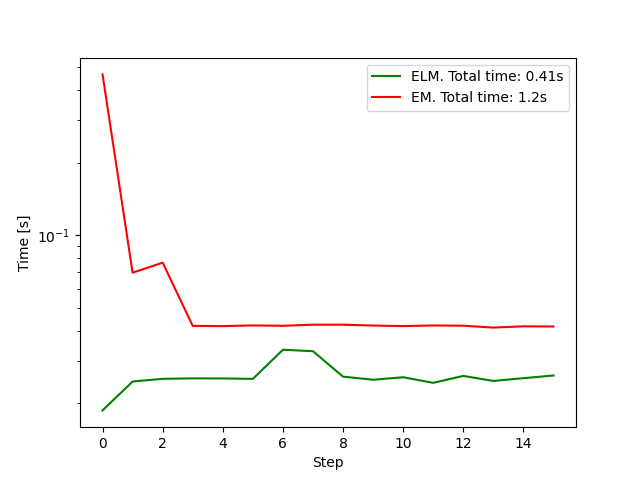 ELM. Total time: 0.41s
EM. Total time: 1.2s
10⁻¹
Time [s]
0 2 4 6 8 10 12 14
Step